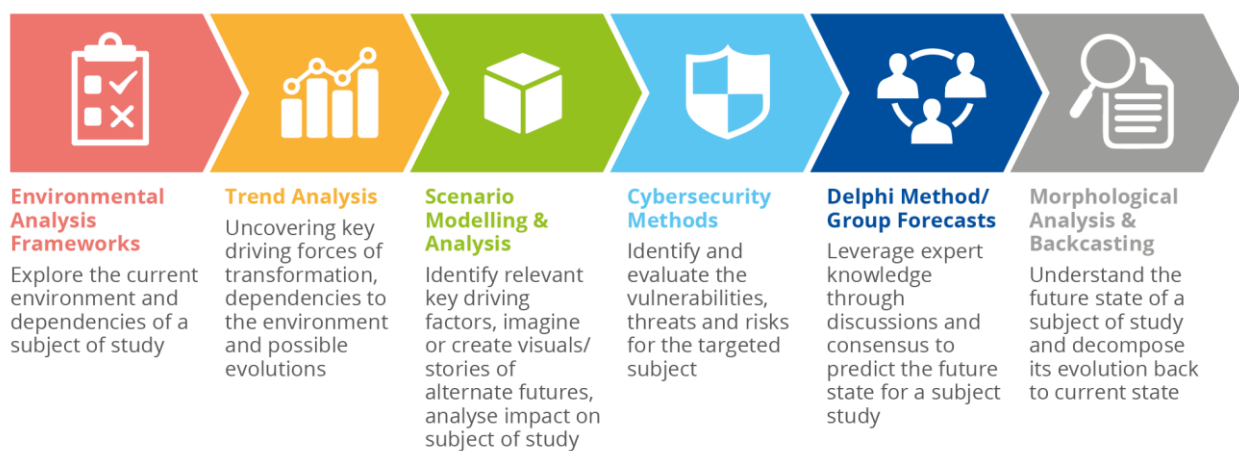 Environmental
Analysis
Frameworks
Explore the current
environment and
dependencies of a
subject of study
Trend Analysis
Uncovering key
driving forces of
transformation,
dependencies to
the environment
and possible
evolutions
Scenario
Modelling &
Analysis
Identify relevant
key driving
factors, imagine
or create visuals/
stories of
alternate futures,
analyse impact on
subject of study
Cybersecurity
Methods
Identify and
evaluate the
vulnerabilities,
threats and risks
for the targeted
subject
Delphi Method/
Group Forecasts
Leverage expert
knowledge
through
discussions and
consensus to
predict the future
state for a subject
study
Morphological
Analysis &
Backcasting
Understand the
future state of a
subject of study
and decompose
its evolution back
to current state